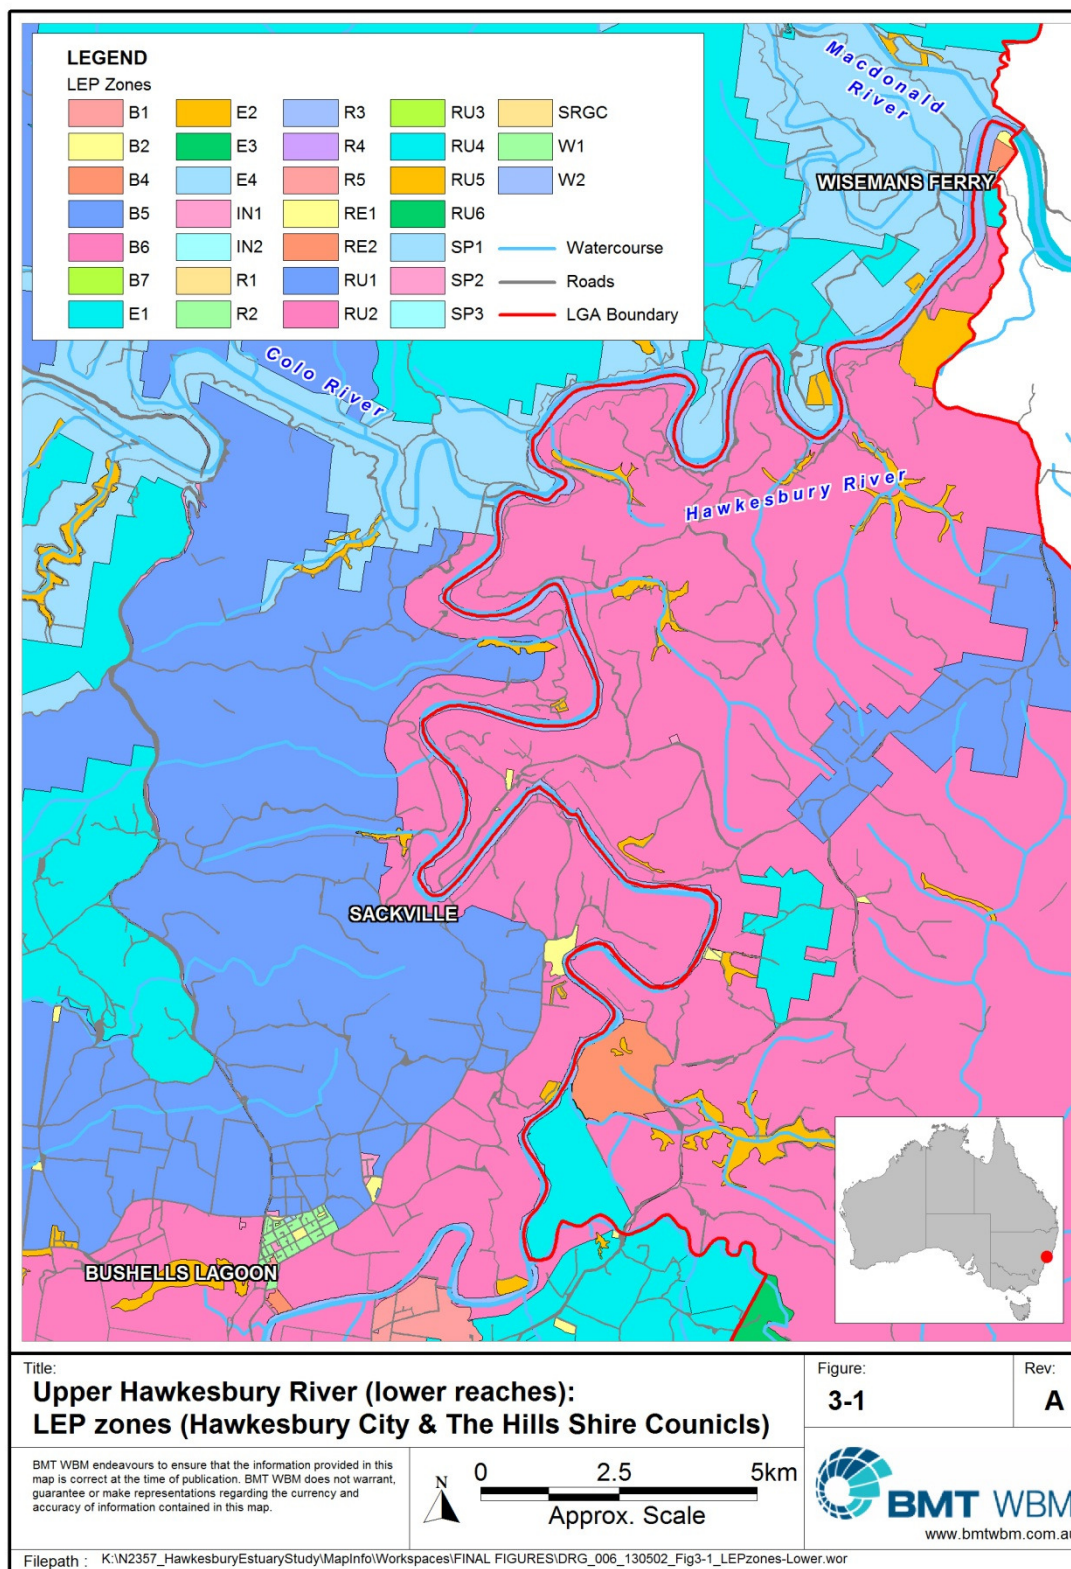 LEGEND
LEP Zones
B1 E2 R3 RU3 SRGC
B2 E3 R4 RU4 W1
B4 E4 R5 RU5 W2
B5 IN1 RE1 RU6
B6 IN2 RE2 SP1 Watercourse
B7 R1 RU1 SP2 Roads
E1 R2 RU2 SP3 LGA Boundary
Macdonald
River
WISEMANS FERRY
Colo River
Hawkesbury River
SACKVILLE
BUSHELLS LAGOON
Title:
Upper Hawkesbury River (lower reaches):
LEP zones (Hawkesbury City & The Hills Shire Counicls)
Figure:
3-1
Rev:
A
BMT WBM endeavours to ensure that the information provided in this
map is correct at the time of publication. BMT WBM does not warrant,
guarantee or make representations regarding the currency and
accuracy of information contained in this map.
N
0 2.5 5km
Approx. Scale
BMT WBM
www.bmtwbm.com.au
Filepath : K:\N2357_HawkesburyEstuaryStudy\MapInfo\Workspaces\FINAL FIGURES\DRG_006_130502_Fig3-1_LEPzones-Lower.wor